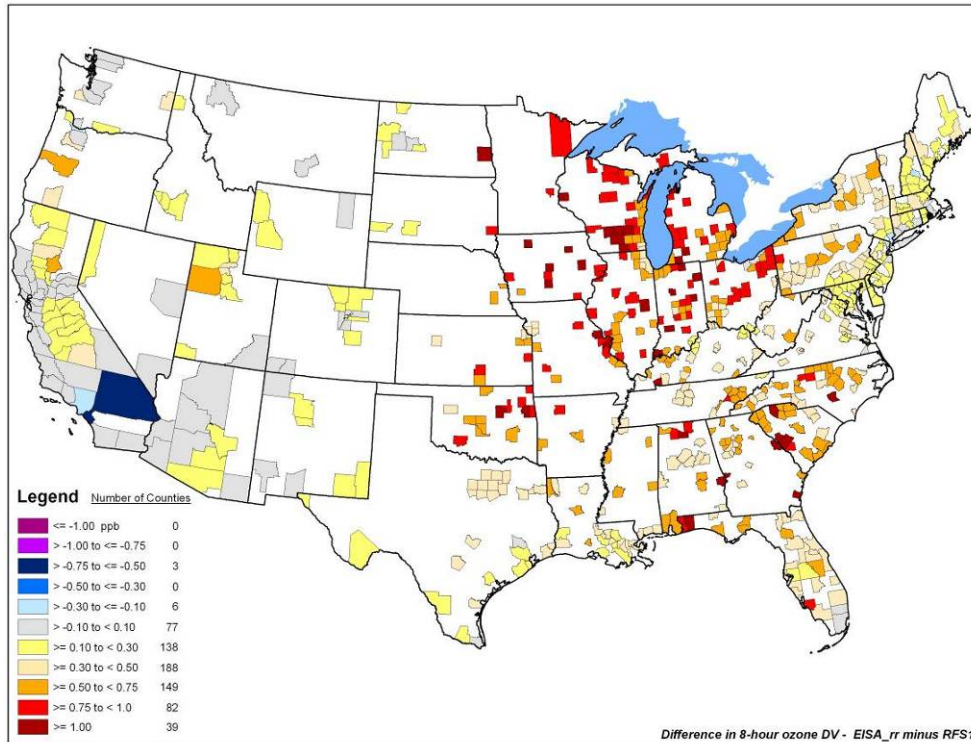 Legend Number of Counties
<= -1.00 ppb 0
> -1.00 to <= -0.75 0
> -0.75 to <= -0.50 3
> -0.50 to <= -0.30 0
> -0.30 to <= -0.10 6
> -0.10 to < 0.10 77
>= 0.10 to < 0.30 138
>= 0.30 to < 0.50 188
>= 0.50 to < 0.75 149
>= 0.75 to < 1.0 82
>= 1.00 39
Difference in 8-hour ozone DV - EISA_rr minus